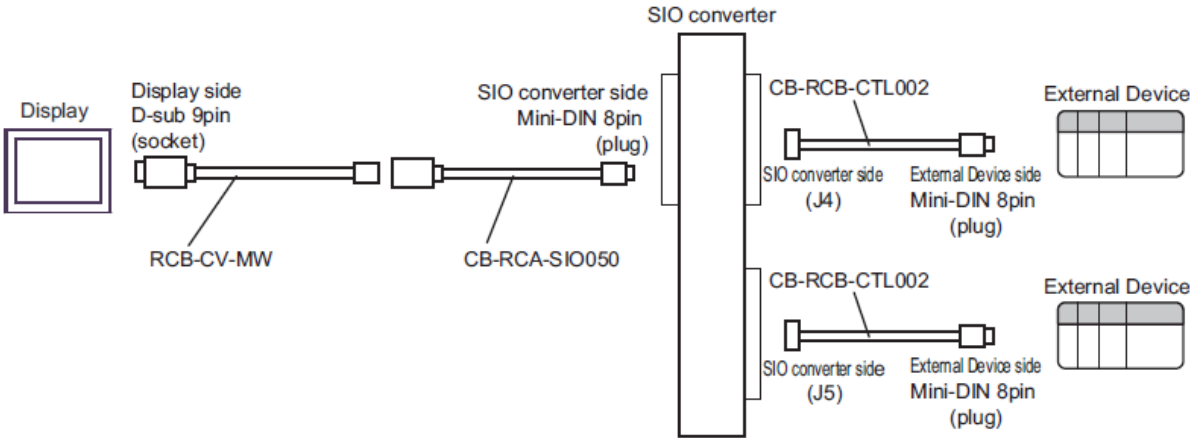 SIO converter
Display
Display side
D-sub 9pin
(socket)
SIO converter side
Mini-DIN 8pin
(plug)
RCB-CV-MW
CB-RCA-SIO050
CB-RCB-CTL002
SIO converter side
(J4)
External Device side
Mini-DIN 8pin
(plug)
External Device
CB-RCB-CTL002
SIO converter side
(J5)
External Device side
Mini-DIN 8pin
(plug)
External Device